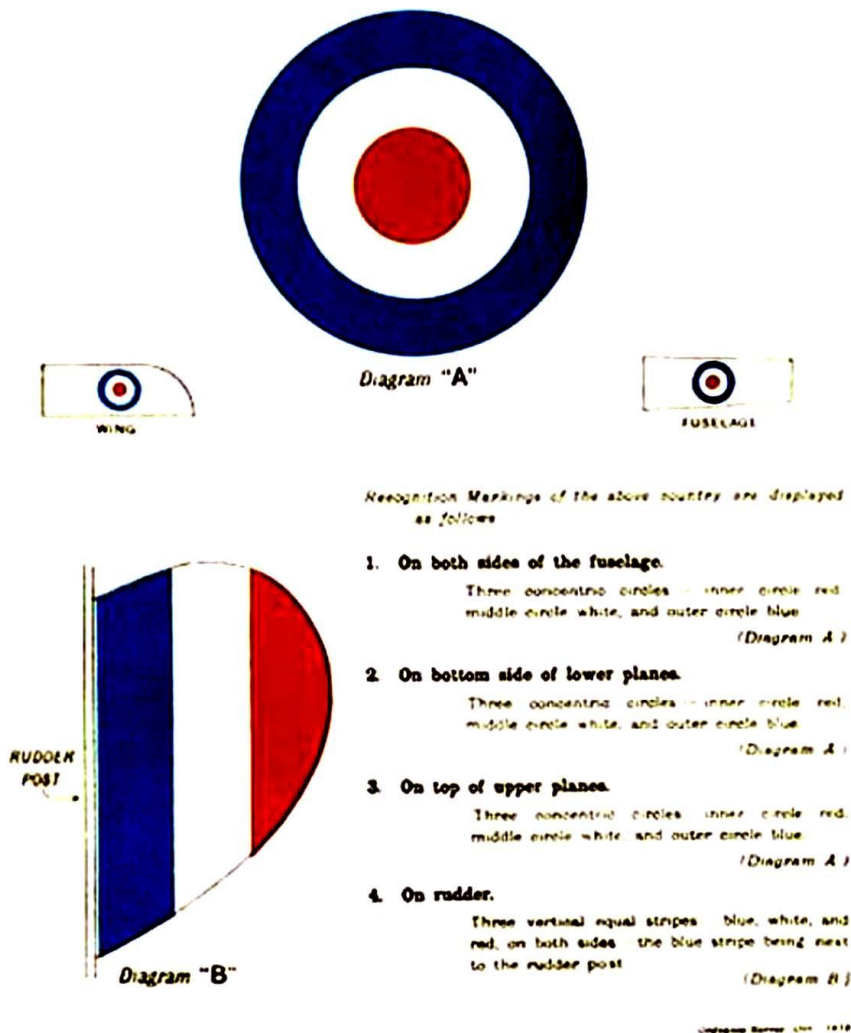 Diagram "A"
WING
FUSELAGE
Recognition Markings of the above country are displayed
as follows
1. On both sides of the fuselage.
Three concentric circles - inner circle red
middle circle white, and outer circle blue
(Diagram A)
2. On bottom side of lower planes.
Three concentric circles - inner circle red,
middle circle white, and outer circle blue
(Diagram A)
3. On top of upper planes.
Three concentric circles inner circle red,
middle circle white, and outer circle blue
(Diagram A)
4. On rudder.
Three vertical equal stripes blue, white, and
red, on both sides the blue stripe being next
to the rudder post
(Diagram B)
RUDDER
POST
Diagram "B"